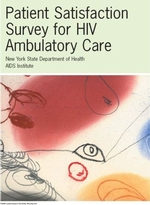 Patient Satisfaction
Survey for HIV
Ambulatory Care
New York State Department of Health
AIDS Institute